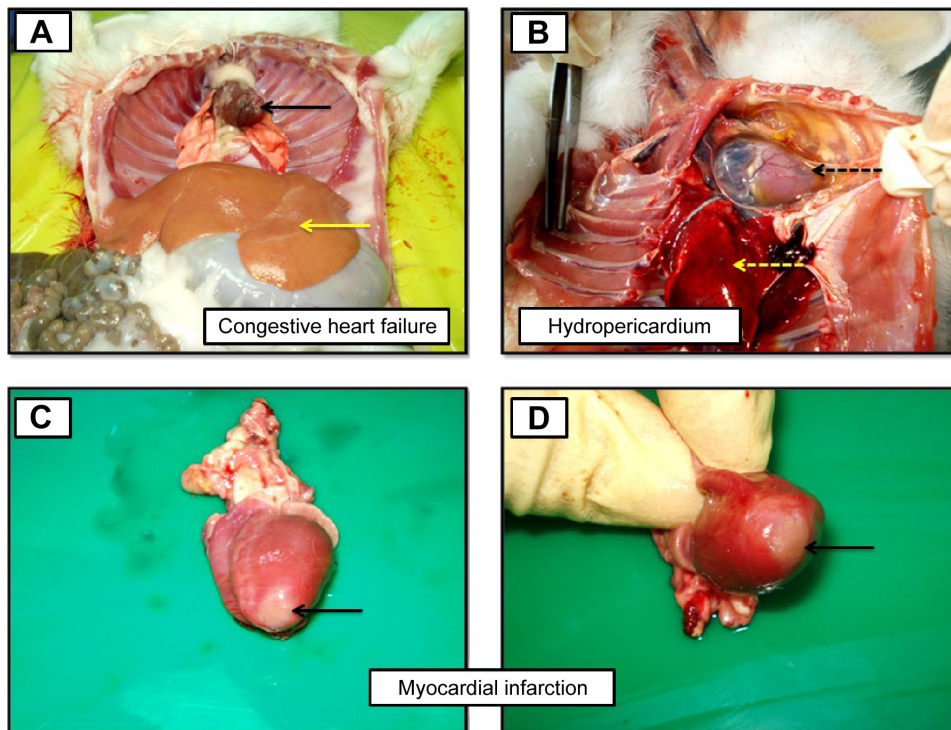 A
B
Congestive heart failure
Hydropericardium
C
D
Myocardial infarction